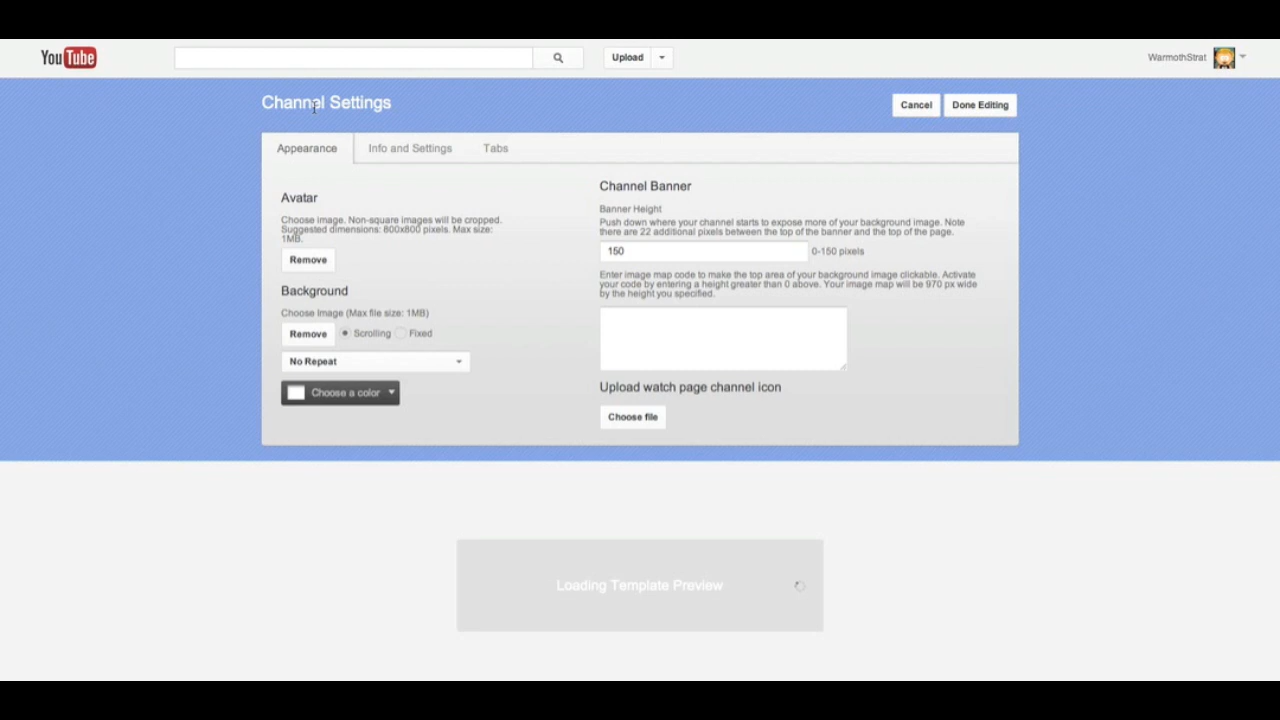 YouTube
Upload
WarmothStrat
Channel Settings
Cancel
Done Editing
Appearance
Info and Settings
Tabs
Avatar
Choose image. Non-square images will be cropped.
Suggested dimensions: 800x800 pixels. Max size:
1MB.
Remove
Background
Choose Image (Max file size: 1MB)
Remove
Scrolling
Fixed
No Repeat
Choose a color
Channel Banner
Banner Height
Push down where your channel starts to expose more of your background image. Note
there are 22 additional pixels between the top of the banner and the top of the page.
150
0-150 pixels
Enter image map code to make the top area of your background image clickable. Activate
your code by entering a height greater than 0 above. Your image map will be 970 px wide
by the height you specified.
Upload watch page channel icon
Choose file
Loading Template Preview